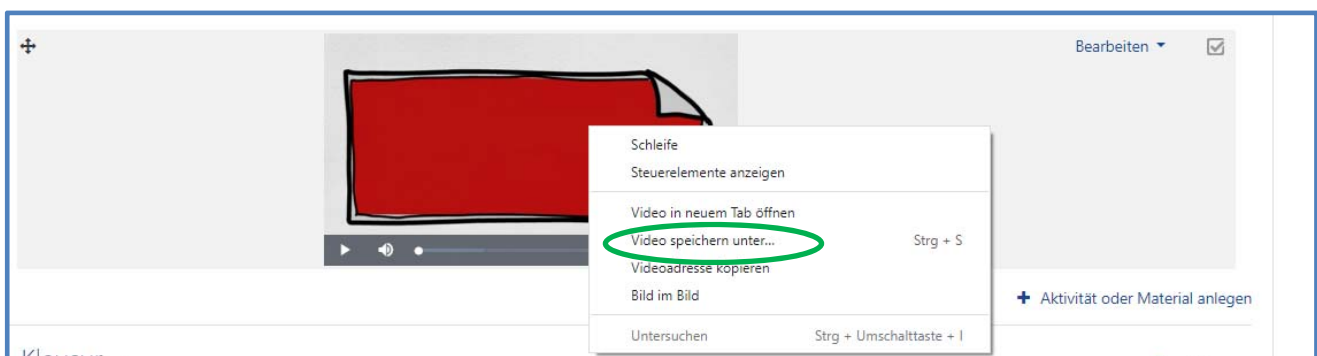 Bearbeiten
Schleife
Steuerelemente anzeigen
Video in neuem Tab öffnen
Video speichern unter... Strg + S
Videoadresse kopieren
Bild im Bild
+ Aktivität oder Material anlegen
Untersuchen Strg + Umschalttaste + I